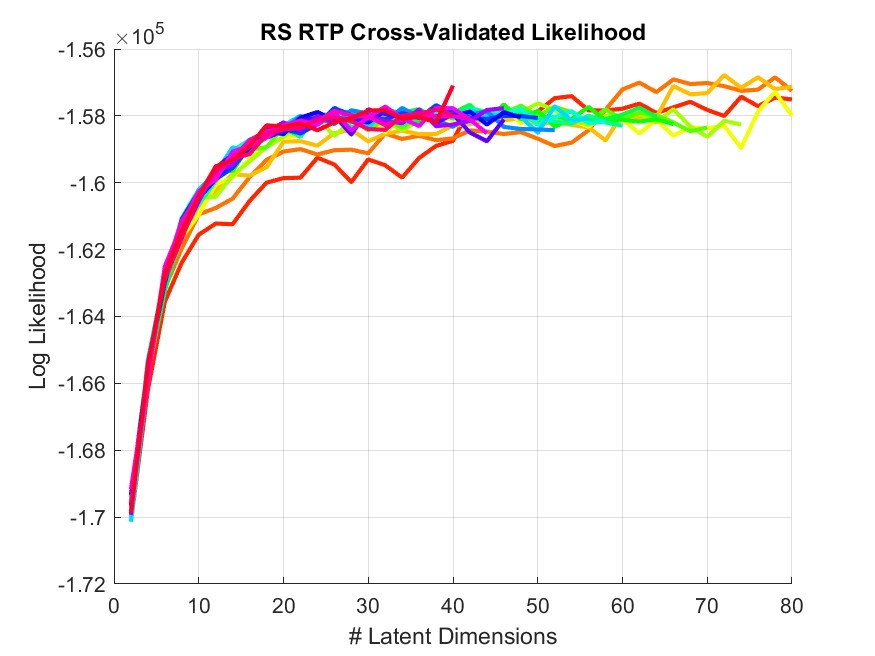 RS RTP Cross-Validated Likelihood
×10^5
-1.56
-1.58
-1.6
-1.62
-1.64
-1.66
-1.68
-1.7
-1.72
Log Likelihood
0 10 20 30 40 50 60 70 80
# Latent Dimensions